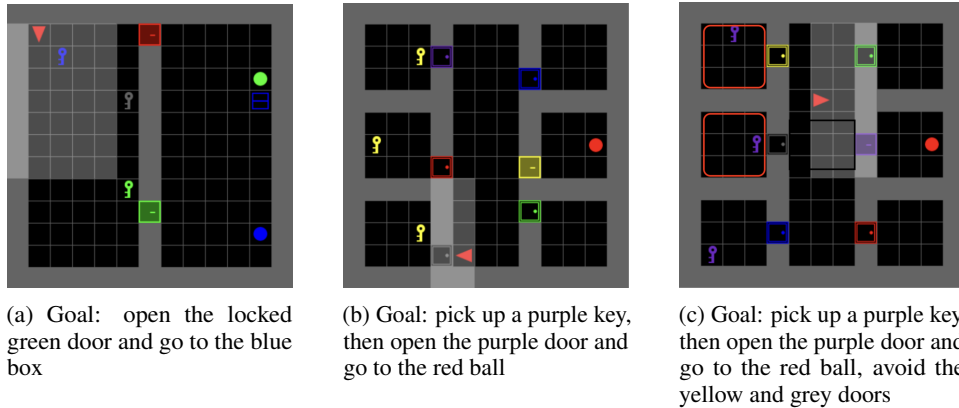 (a) Goal: open the locked
green door and go to the blue
box
(b) Goal: pick up a purple key,
then open the purple door and
go to the red ball
(c) Goal: pick up a purple key
then open the purple door and
go to the red ball, avoid the
yellow and grey doors